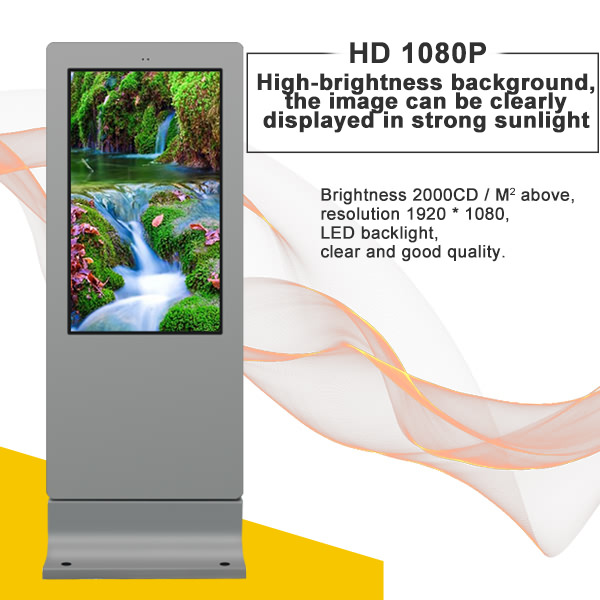 HD 1080P
High-brightness background,
the image can be clearly
displayed in strong sunlight
Brightness 2000CD / M² above,
resolution 1920 * 1080,
LED backlight,
clear and good quality.